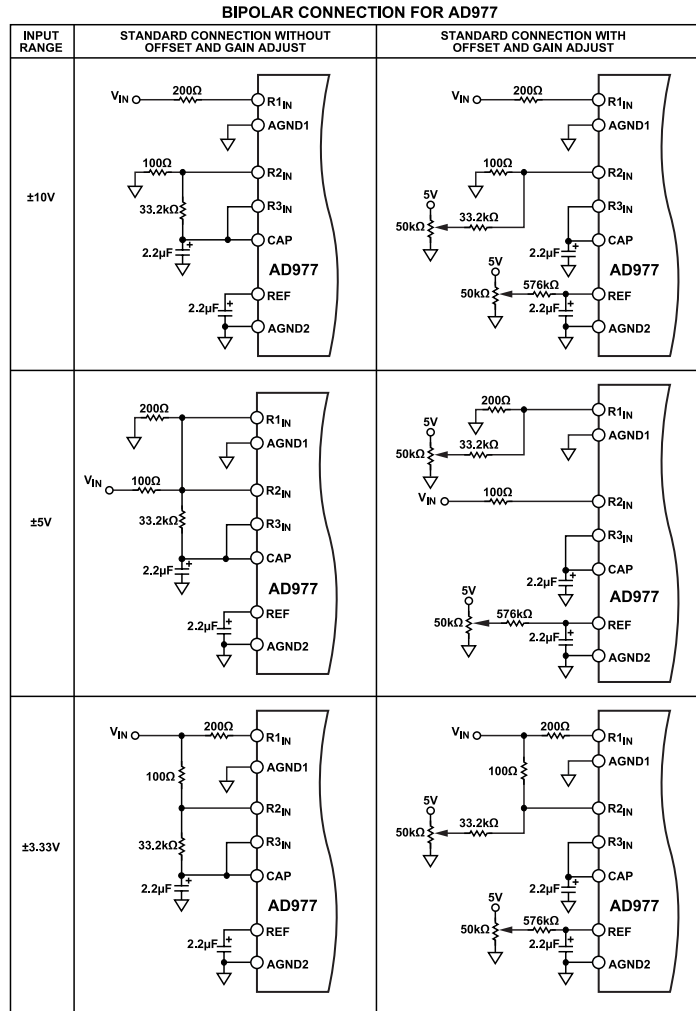 BIPOLAR CONNECTION FOR AD977
INPUT RANGE
STANDARD CONNECTION WITHOUT OFFSET AND GAIN ADJUST
STANDARD CONNECTION WITH OFFSET AND GAIN ADJUST
±10V
VIN
200Ω
R1IN
AGND1
100Ω
R2IN
33.2kΩ
R3IN
CAP
2.2µF
+
AD977
REF
2.2µF
+
AGND2
VIN
200Ω
R1IN
AGND1
100Ω
R2IN
5V
50kΩ
33.2kΩ
R3IN
CAP
2.2µF
+
AD977
5V
50kΩ
576kΩ
REF
2.2µF
+
AGND2
±5V
200Ω
R1IN
AGND1
VIN
100Ω
R2IN
33.2kΩ
R3IN
CAP
2.2µF
+
AD977
REF
2.2µF
+
AGND2
200Ω
R1IN
5V
50kΩ
33.2kΩ
AGND1
VIN
100Ω
R2IN
R3IN
CAP
2.2µF
+
AD977
5V
50kΩ
576kΩ
REF
2.2µF
+
AGND2
±3.33V
VIN
200Ω
R1IN
100Ω
AGND1
R2IN
33.2kΩ
R3IN
CAP
2.2µF
+
AD977
REF
2.2µF
+
AGND2
VIN
200Ω
R1IN
100Ω
AGND1
R2IN
5V
50kΩ
33.2kΩ
R3IN
CAP
2.2µF
+
AD977
5V
50kΩ
576kΩ
REF
2.2µF
+
AGND2